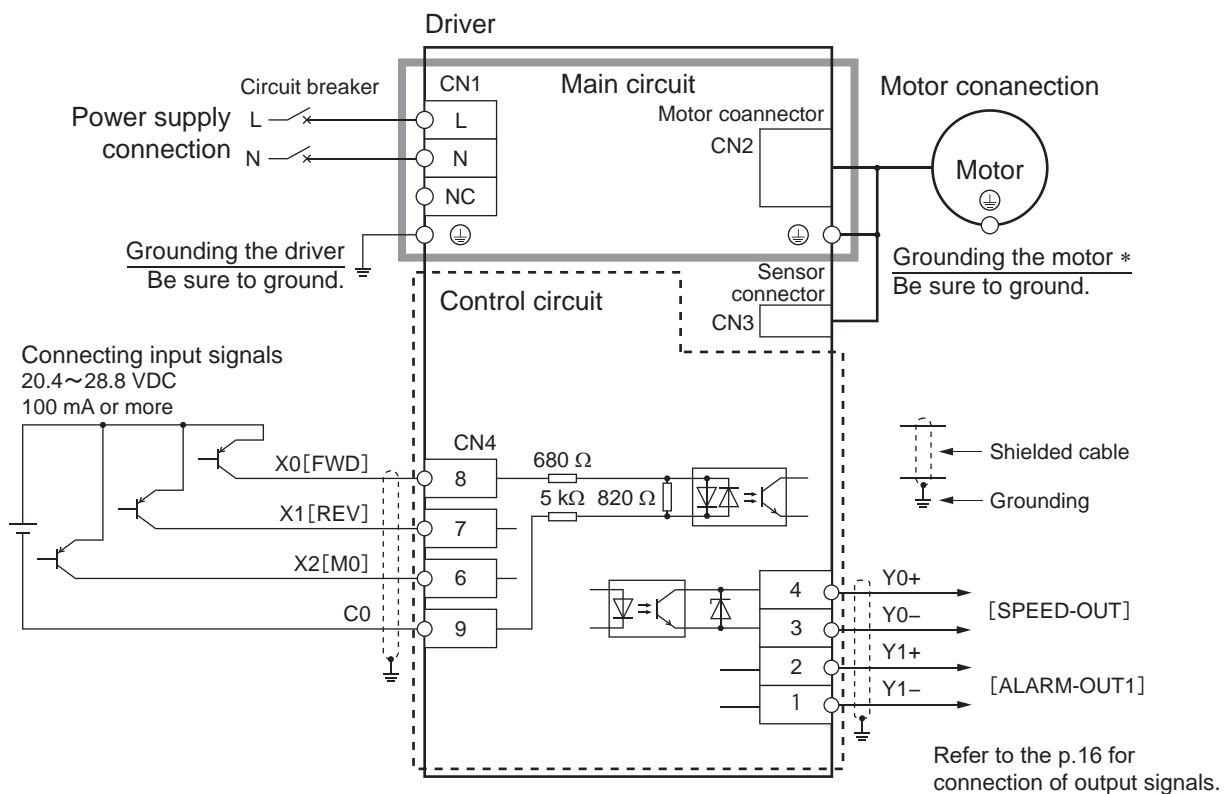 Driver
Main circuit
Circuit breaker
CN1
Power supply
connection
L
N
L
N
NC
Motor coannector
CN2
Motor conanection
Motor
Grounding the driver
Be sure to ground.
Grounding the motor *
Be sure to ground.
Sensor
connector
CN3
Control circuit
Connecting input signals
20.4～28.8 VDC
100 mA or more
X0[FWD]
X1[REV]
X2[M0]
C0
CN4
8
7
6
9
680 Ω
5 kΩ 820 Ω
Shielded cable
Grounding
4
3
2
1
Y0+
Y0−
Y1+
Y1−
[SPEED-OUT]
[ALARM-OUT1]
Refer to the p.16 for
connection of output signals.